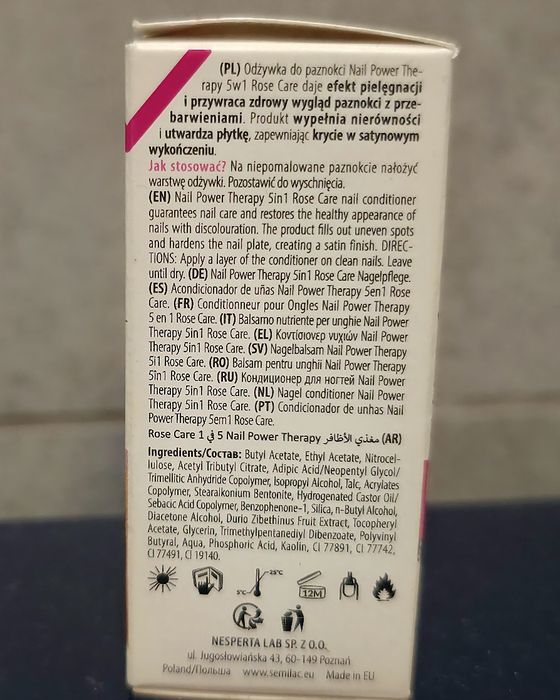 (PL) Odżywka do paznokci Nail Power The-
rapy 5w1 Rose Care daje efekt pielęgnacji
i przywraca zdrowy wygląd paznokci z prze-
barwieniami. Produkt wypełnia nierówności
i utwardza płytkę, zapewniając krycie w satynowym
wykończeniu.
Jak stosować? Na niepomalowane paznokcie nałożyć
warstwę odżywki. Pozostawić do wyschnięcia.
(EN) Nail Power Therapy 5in1 Rose Care nail conditioner
guarantees nail care and restores the healthy appearance of
nails with discolouration. The product fills out uneven spots
and hardens the nail plate, creating a satin finish. DIREC-
TIONS: Apply a layer of the conditioner on clean nails. Leave
until dry. (DE) Nail Power Therapy 5in1 Rose Care Nagelpflege.
(ES) Acondicionador de uñas Nail Power Therapy 5en1 Rose
Care. (FR) Conditionneur pour Ongles Nail Power Therapy
5 en 1 Rose Care. (IT) Balsamo nutriente per unghie Nail Power
Therapy 5in1 Rose Care. (EL) Κοντίσιονερ νυχιών Nail Power
Therapy 5in1 Rose Care. (SV) Nagelbalsam Nail Power Therapy
5i1 Rose Care. (RO) Balsam pentru unghii Nail Power Therapy
5în1 Rose Care. (RU) Кондиционер для ногтей Nail Power
Therapy 5in1 Rose Care. (NL) Nagel conditioner Nail Power
Therapy 5in1 Rose Care. (PT) Condicionador de unhas Nail
Power Therapy 5em1 Rose Care.
Rose Care 1 في 5 Nail Power Therapy مغذي الأظافر (AR)
Ingredients/Состав: Butyl Acetate, Ethyl Acetate, Nitrocel-
lulose, Acetyl Tributyl Citrate, Adipic Acid/Neopentyl Glycol/
Trimellitic Anhydride Copolymer, Isopropyl Alcohol, Talc, Acrylates
Copolymer, Stearalkonium Bentonite, Hydrogenated Castor Oil/
Sebacic Acid Copolymer, Benzophenone-1, Silica, n-Butyl Alcohol,
Diacetone Alcohol, Durio Zibethinus Fruit Extract, Tocopheryl
Acetate, Glycerin, Trimethylpentanediyl Dibenzoate, Polyvinyl
Butyral, Aqua, Phosphoric Acid, Kaolin, CI 77891, CI 77742,
CI 77491, CI 19140.
5°C 25°C 12M
NESPERTA LAB SP. Z O.O.
ul. Jugosłowiańska 43, 60-149 Poznań
Poland/Польша www.semilac.eu Made in EU